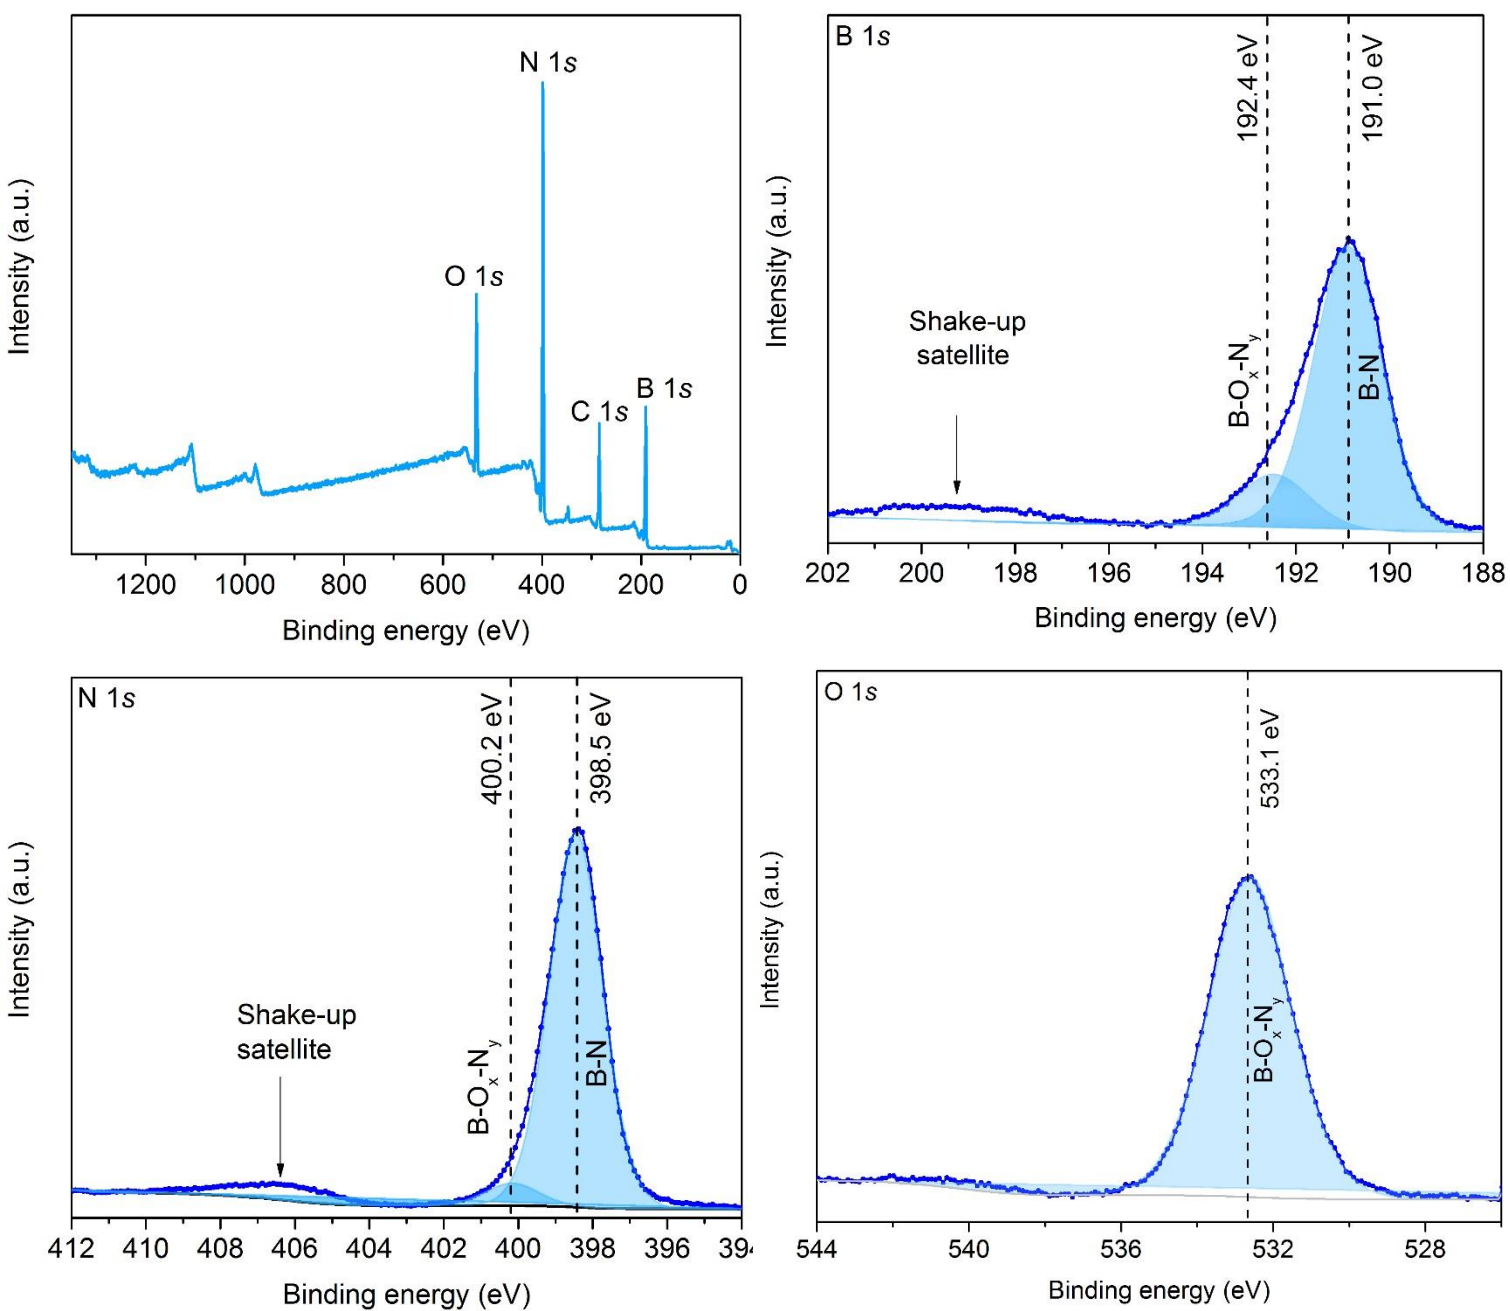 N 1s
O 1s
C 1s
B 1s
Intensity (a.u.)
1200 1000 800 600 400 200 0
Binding energy (eV)
B 1s
192.4 eV
191.0 eV
Shake-up
satellite
B-Oₓ-Nᵧ
B-N
Intensity (a.u.)
202 200 198 196 194 192 190 188
Binding energy (eV)
N 1s
400.2 eV
398.5 eV
Shake-up
satellite
B-Oₓ-Nᵧ
B-N
Intensity (a.u.)
412 410 408 406 404 402 400 398 396 394
Binding energy (eV)
O 1s
533.1 eV
B-Oₓ-Nᵧ
Intensity (a.u.)
544 540 536 532 528
Binding energy (eV)